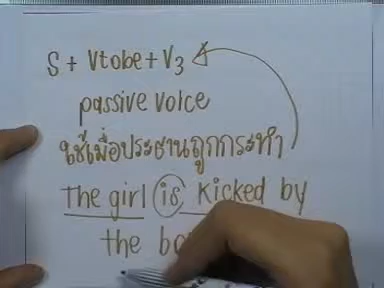 S + Vtobe + V3
passive voice
ใช้เมื่อประธานถูกกระทำ
The girl is kicked by
the